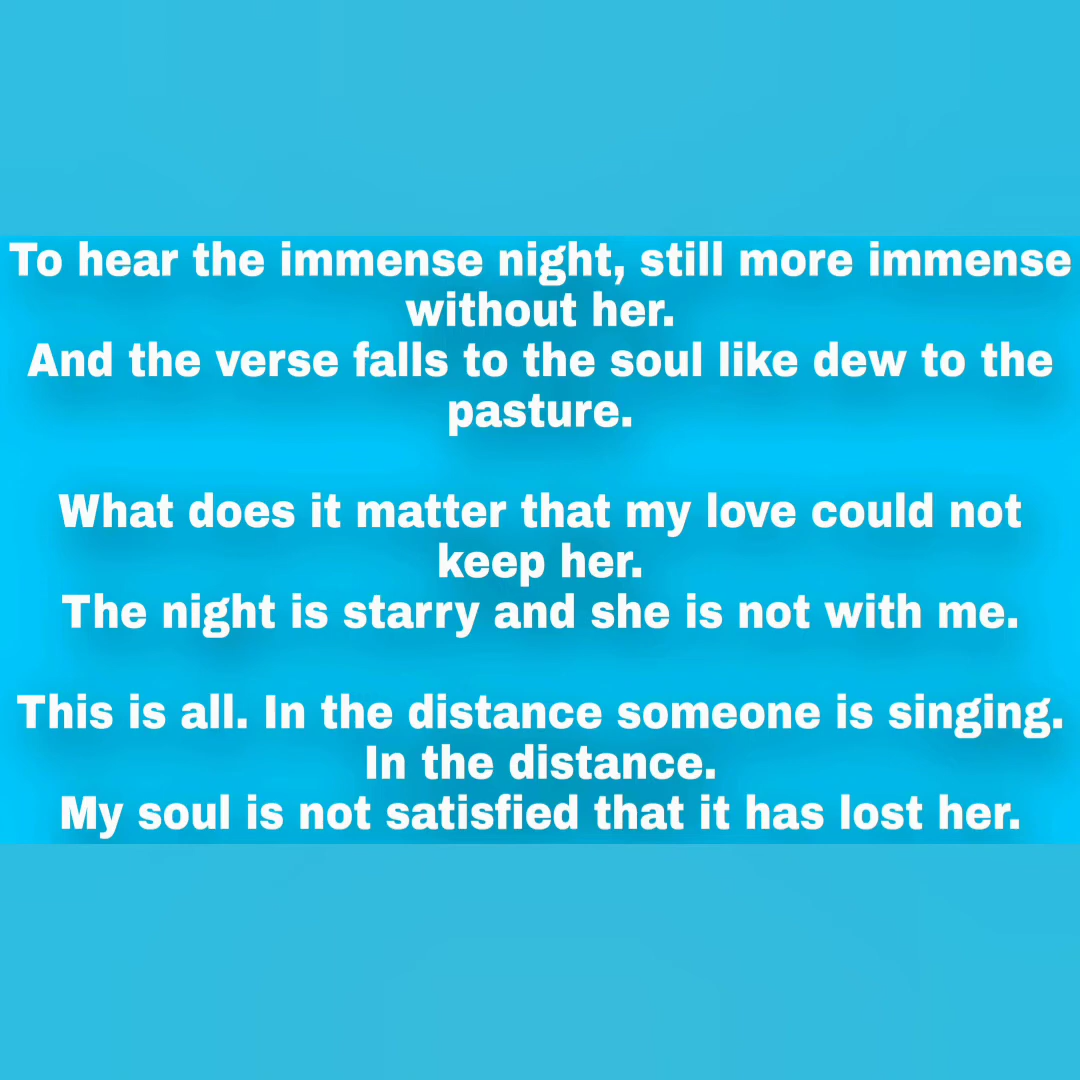 To hear the immense night, still more immense
without her.
And the verse falls to the soul like dew to the
pasture.
What does it matter that my love could not
keep her.
The night is starry and she is not with me.
This is all. In the distance someone is singing.
In the distance.
My soul is not satisfied that it has lost her.